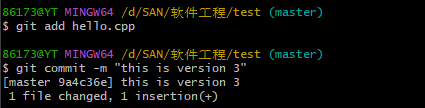 86173@YT MINGW64 /d/SAN/软件工程/test (master)
$ git add hello.cpp
86173@YT MINGW64 /d/SAN/软件工程/test (master)
$ git commit -m "this is version 3"
[master 9a4c36e] this is version 3
1 file changed, 1 insertion(+)